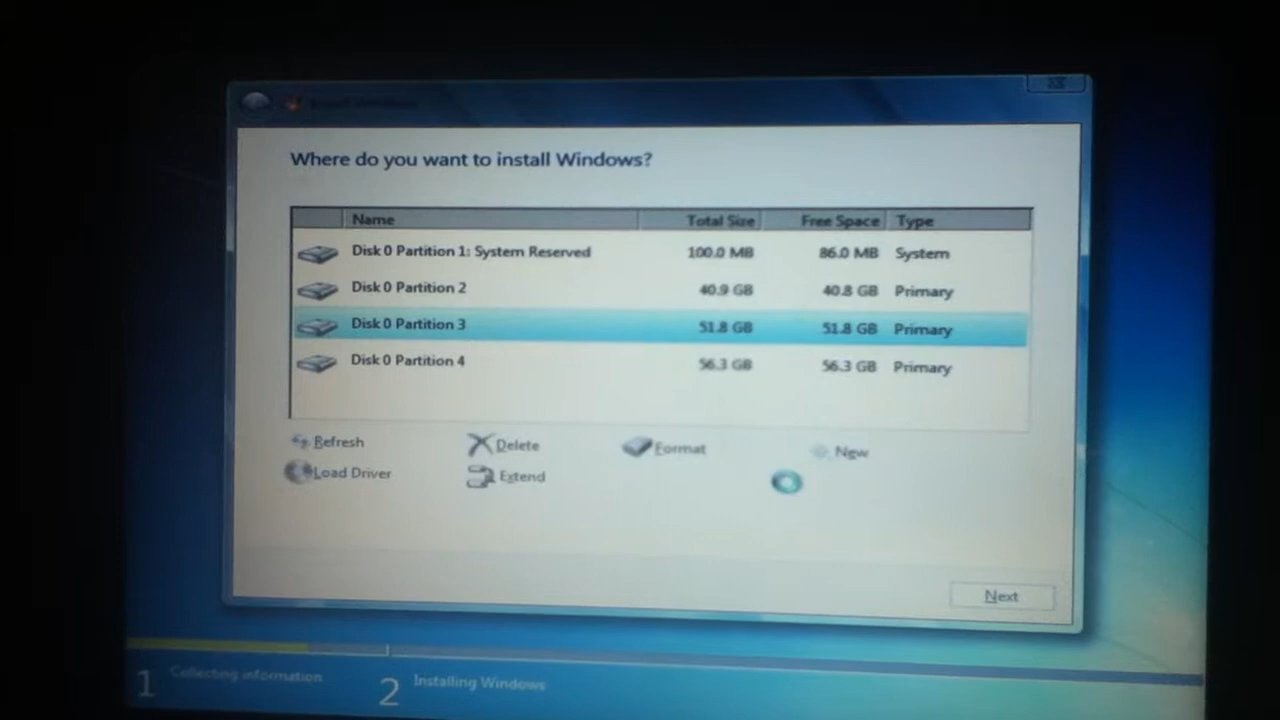 Where do you want to install Windows?
Name Total Size Free Space Type
Disk 0 Partition 1: System Reserved 100.0 MB 86.0 MB System
Disk 0 Partition 2 40.9 GB 40.8 GB Primary
Disk 0 Partition 3 51.8 GB 51.8 GB Primary
Disk 0 Partition 4 56.3 GB 56.3 GB Primary
Refresh Delete Format New
Load Driver Extend
Next
1 Collecting information 2 Installing Windows